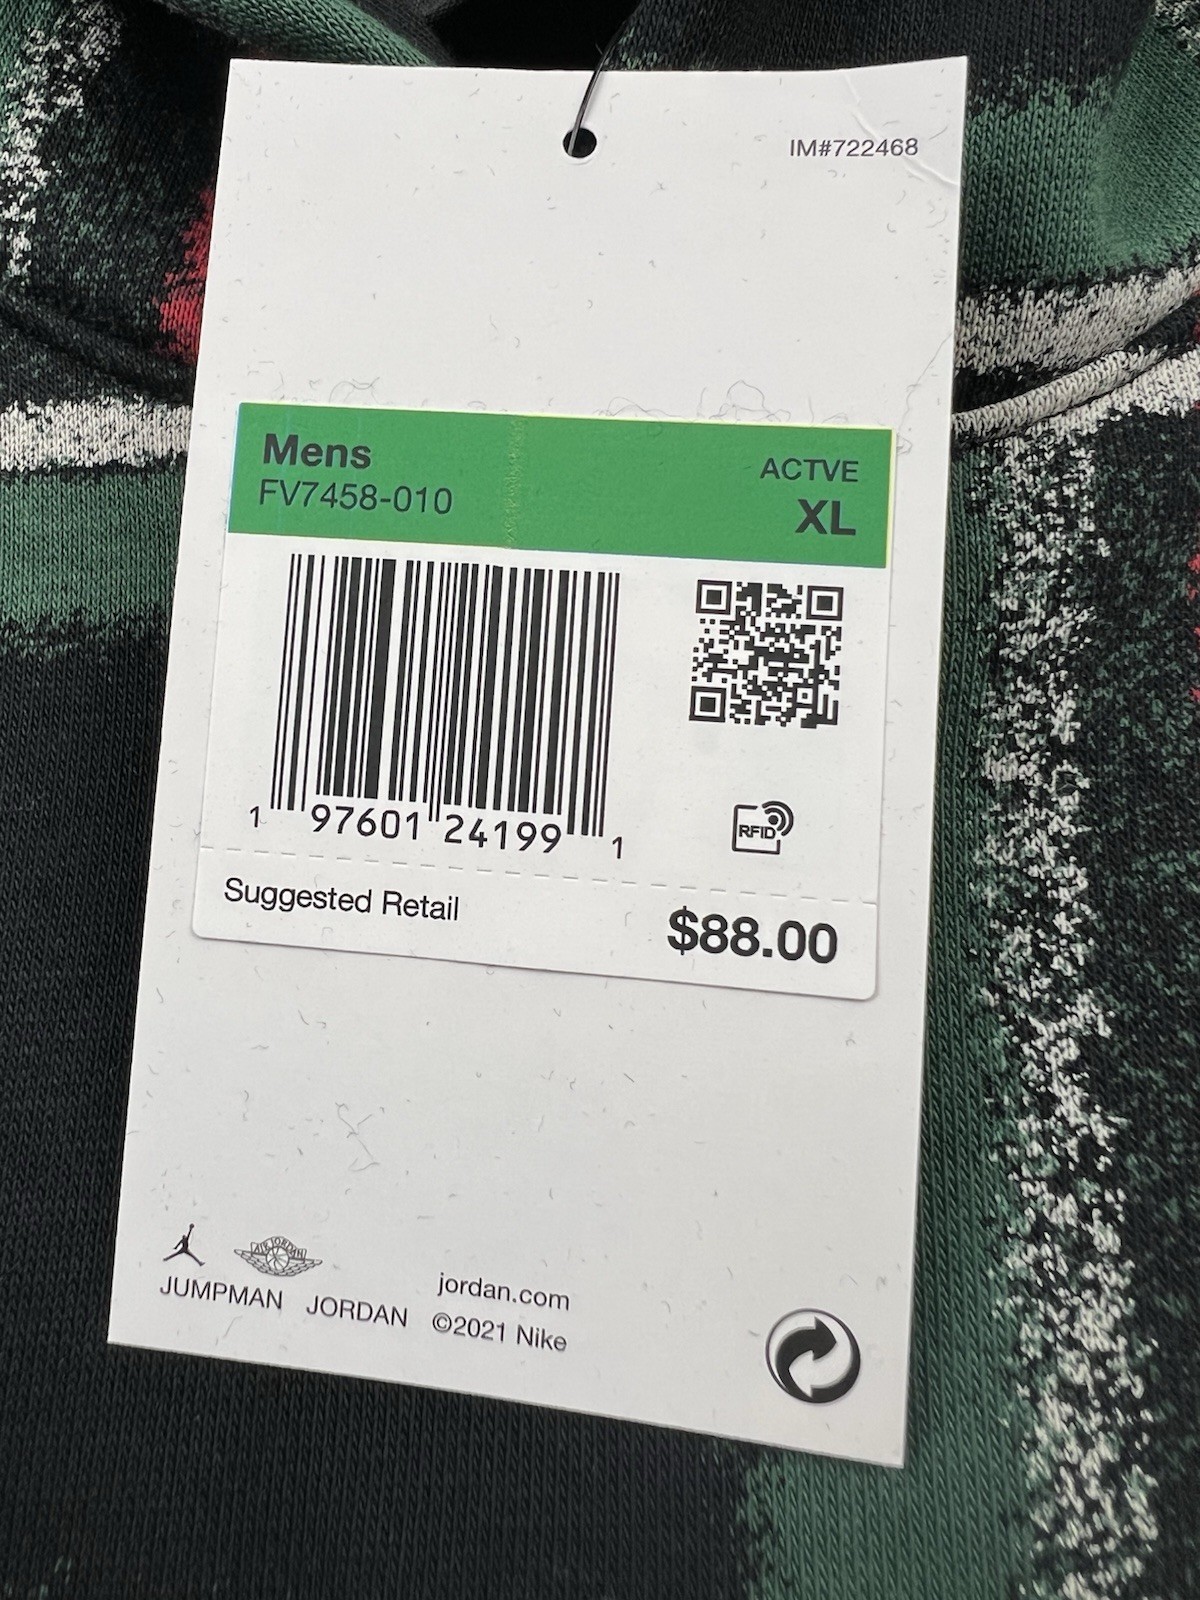 IM#722468
Mens
ACTVE
FV7458-010
XL
RFID
1 97601 24199 1
Suggested Retail
$88.00
AIR JORDAN
JUMPMAN JORDAN
jordan.com
©2021 Nike